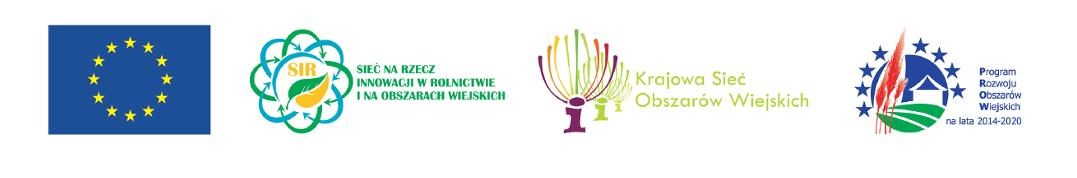 SIR
SIEĆ NA RZECZ
INNOWACJI W ROLNICTWIE
I NA OBSZARACH WIEJSKICH
Krajowa Sieć
Obszarów Wiejskich
Program
Rozwoju
Obszarów
Wiejskich
na lata 2014-2020